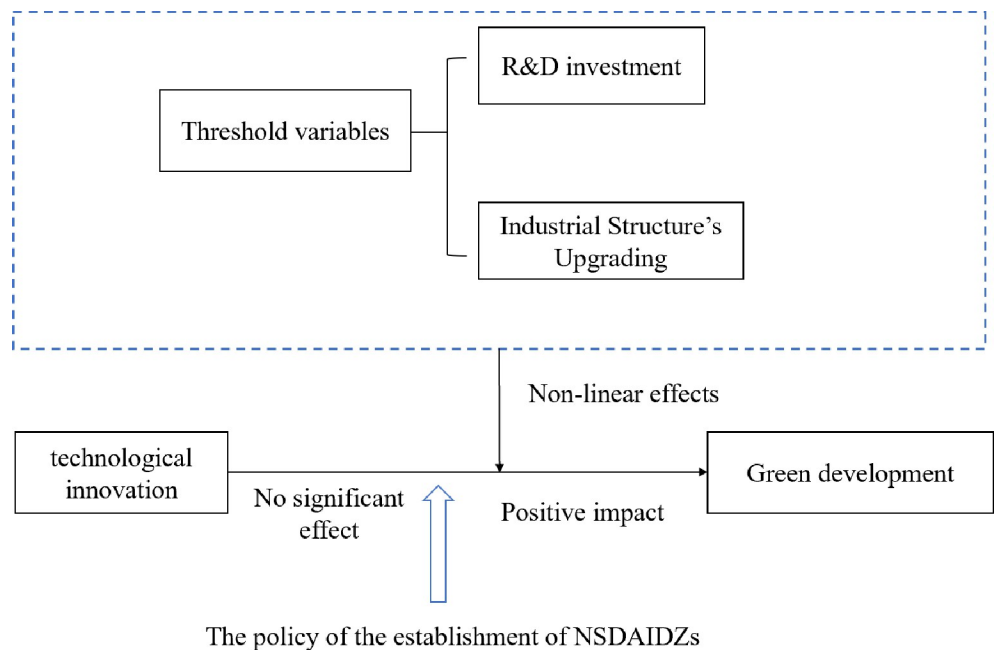 R&D investment
Threshold variables
Industrial Structure’s
Upgrading
Non-linear effects
technological
innovation
No significant
effect
Positive impact
Green development
The policy of the establishment of NSDAIDZs